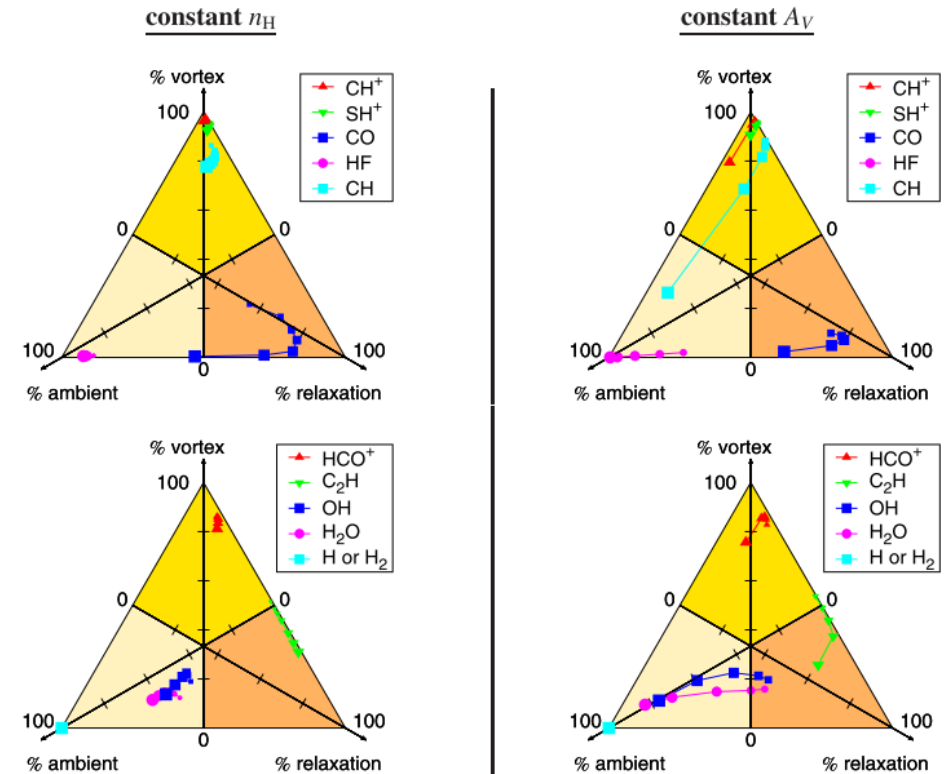 constant n_H
constant A_V
% vortex
100
CH⁺
SH⁺
CO
HF
CH
0
0
100
100
0
% ambient
% relaxation
% vortex
100
CH⁺
SH⁺
CO
HF
CH
0
0
100
100
0
% ambient
% relaxation
% vortex
100
HCO⁺
C₂H
OH
H₂O
H or H₂
0
0
100
100
0
% ambient
% relaxation
% vortex
100
HCO⁺
C₂H
OH
H₂O
H or H₂
0
0
100
100
0
% ambient
% relaxation